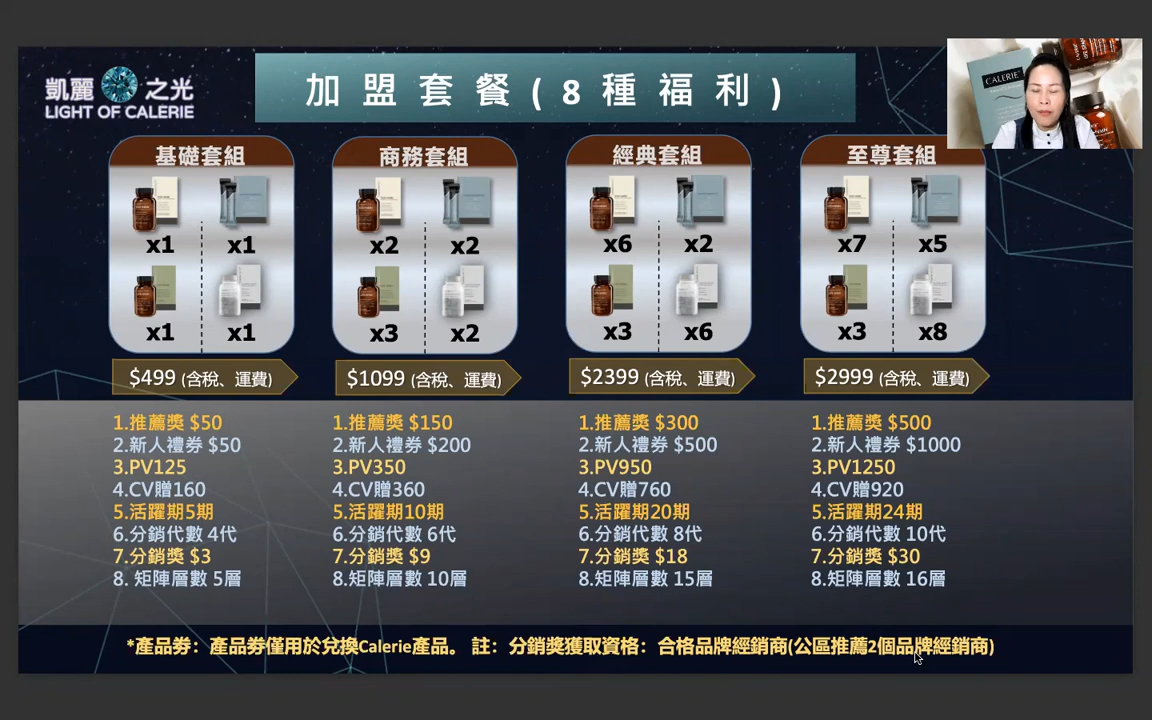 凱麗之光
LIGHT OF CALERIE
加盟套餐(8種福利)
CALERIE
基礎套組
x1 x1
x1 x1
$499 (含稅、運費)
1.推薦獎 $50
2.新人禮券 $50
3.PV125
4.CV贈160
5.活躍期5期
6.分銷代數 4代
7.分銷獎 $3
8. 矩陣層數 5層
商務套組
x2 x2
x3 x2
$1099 (含稅、運費)
1.推薦獎 $150
2.新人禮券 $200
3.PV350
4.CV贈360
5.活躍期10期
6.分銷代數 6代
7.分銷獎 $9
8.矩陣層數 10層
經典套組
x6 x2
x3 x6
$2399 (含稅、運費)
1.推薦獎 $300
2.新人禮券 $500
3.PV950
4.CV贈760
5.活躍期20期
6.分銷代數 8代
7.分銷獎 $18
8.矩陣層數 15層
至尊套組
x7 x5
x3 x8
$2999 (含稅、運費)
1.推薦獎 $500
2.新人禮券 $1000
3.PV1250
4.CV贈920
5.活躍期24期
6.分銷代數 10代
7.分銷獎 $30
8.矩陣層數 16層
*產品券：產品券僅用於兌換Calerie產品。 註：分銷獎獲取資格：合格品牌經銷商(公區推薦2個品牌經銷商)